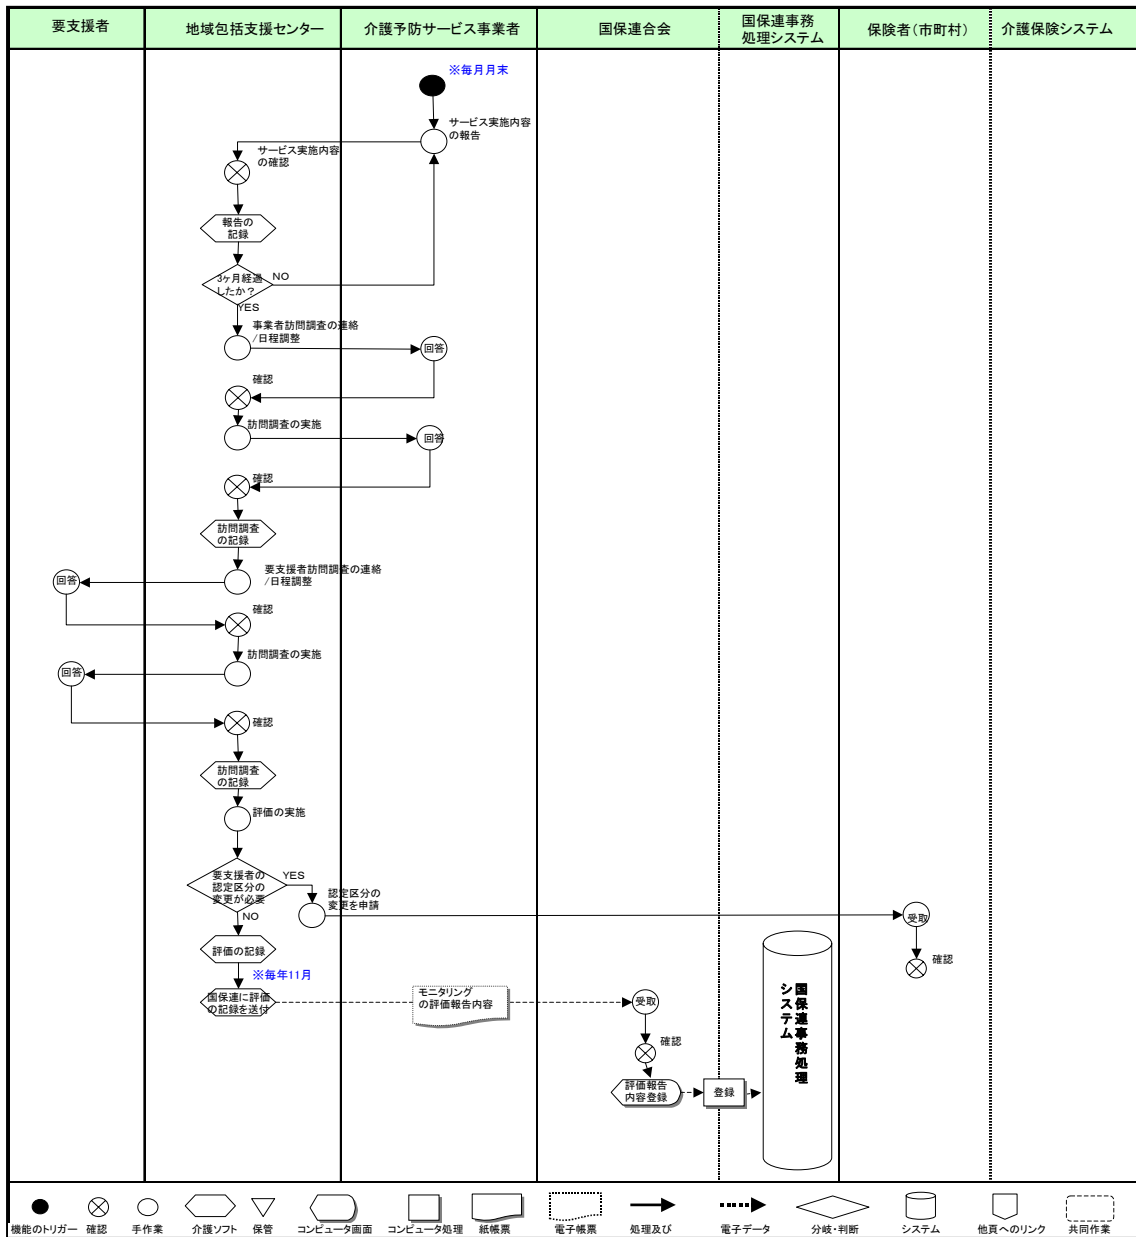 要支援者
地域包括支援センター
介護予防サービス事業者
国保連合会
国保連事務
処理システム
保険者(市町村)
介護保険システム
※毎月月末
サービス実施内容
の報告
サービス実施内容
の確認
報告の
記録
3ヶ月経過
したか?
NO
YES
事業者訪問調査の連絡
/日程調整
回答
確認
訪問調査の実施
回答
確認
訪問調査
の記録
要支援者訪問調査の連絡
/日程調整
回答
確認
訪問調査の実施
回答
確認
訪問調査
の記録
評価の実施
要支援者の
認定区分の
変更が必要
YES
NO
認定区分の
変更を申請
受取
確認
評価の記録
※毎年11月
国保連に評価
の記録を送付
モニタリング
の評価報告内容
受取
確認
評価報告
内容登録
登録
国保連事務処理
システム
機能のトリガー
確認
手作業
介護ソフト
保管
コンピュータ画面
コンピュータ処理
紙帳票
電子帳票
処理及び
電子データ
分岐・判断
システム
他頁へのリンク
共同作業